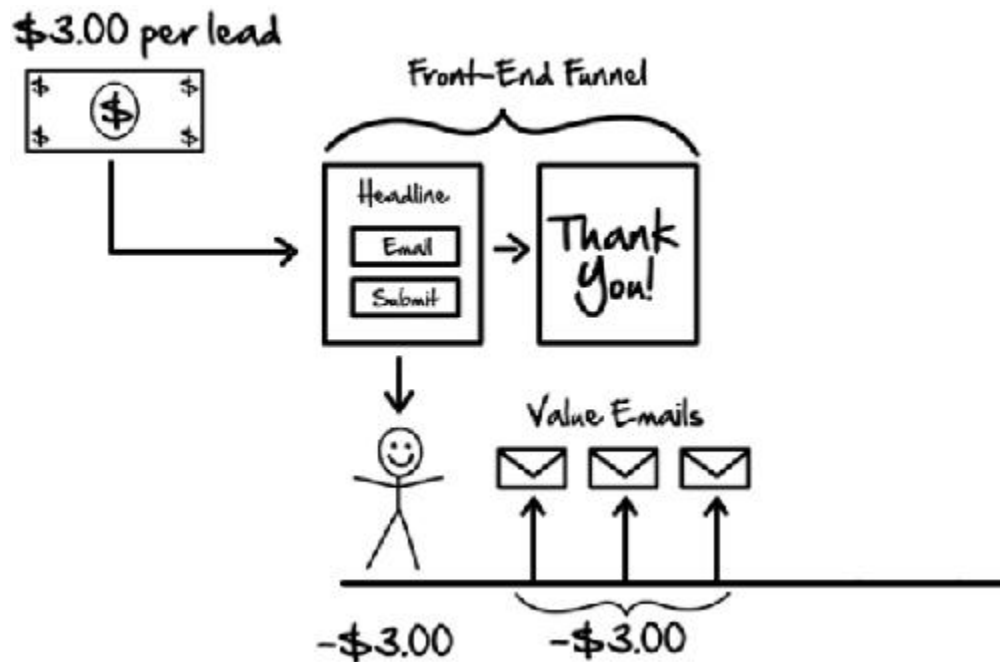 $3.00 per lead
$ $
$
$ $
Front-End Funnel
Headline
Email
Submit
Thank
You!
Value Emails
-$3.00
-$3.00